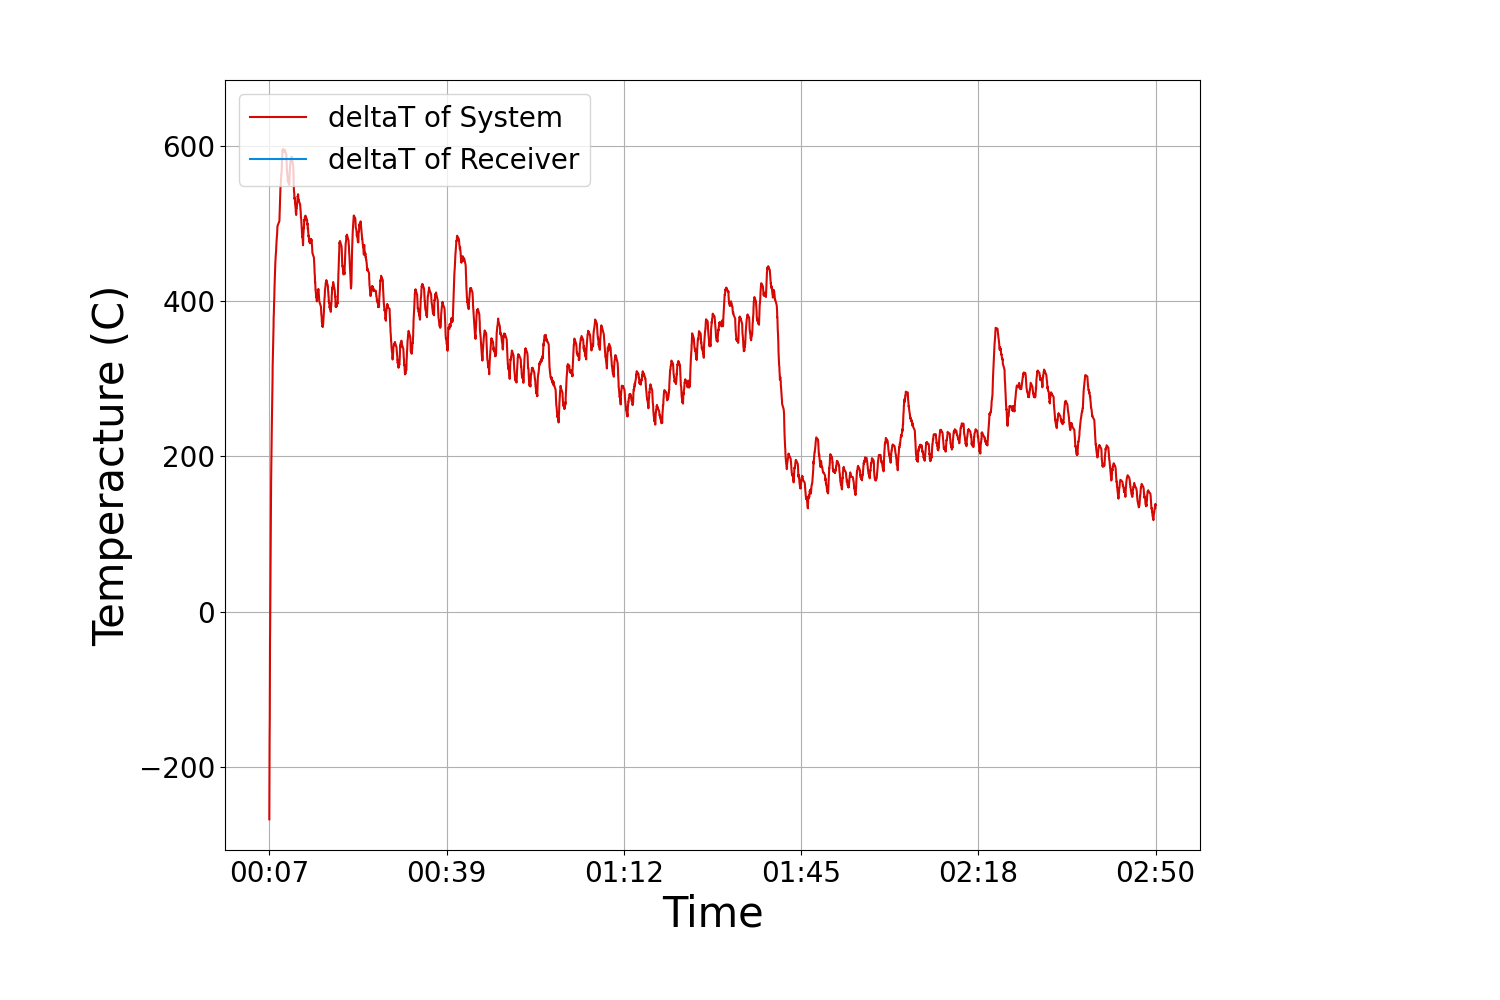 deltaT of System
deltaT of Receiver
600
400
200
0
−200
Temperacture (C)
00:07 00:39 01:12 01:45 02:18 02:50
Time